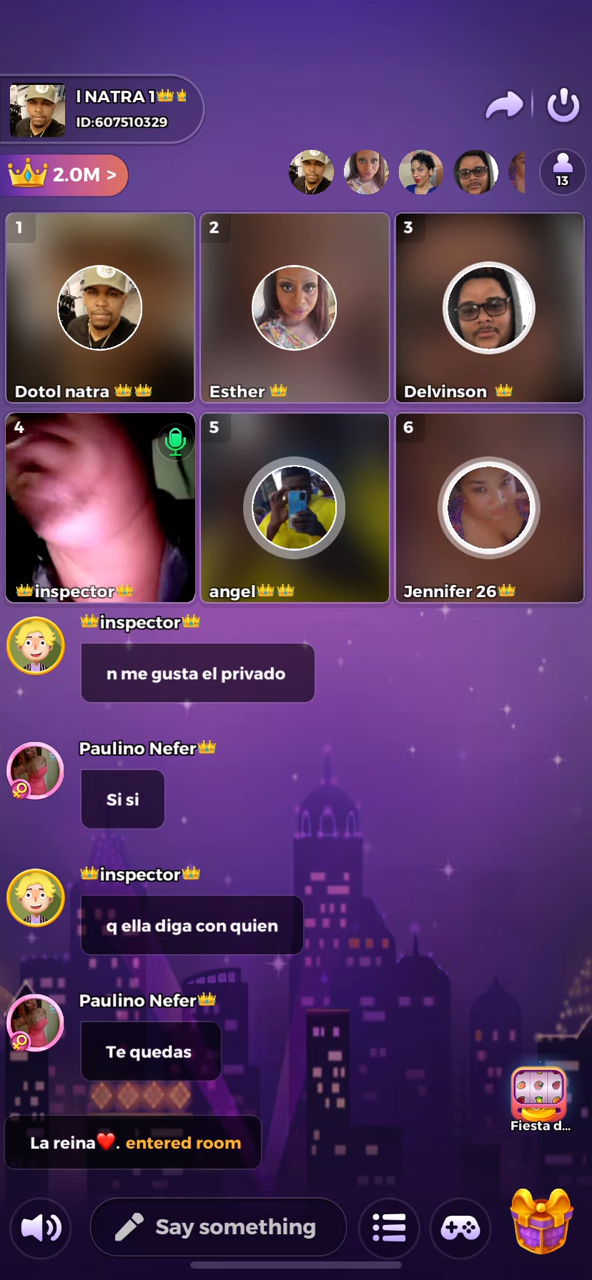 I NATRA 1👑👑
ID:607510329
2.0M >
13
1
2
3
Dotol natra 👑👑
Esther 👑
Delvinson 👑
4
5
6
👑inspector👑
angel👑👑
Jennifer 26👑
👑inspector👑
n me gusta el privado
Paulino Nefer👑
Si si
👑inspector👑
q ella diga con quien
Paulino Nefer👑
Te quedas
Fiesta d...
La reina❤️. entered room
Say something